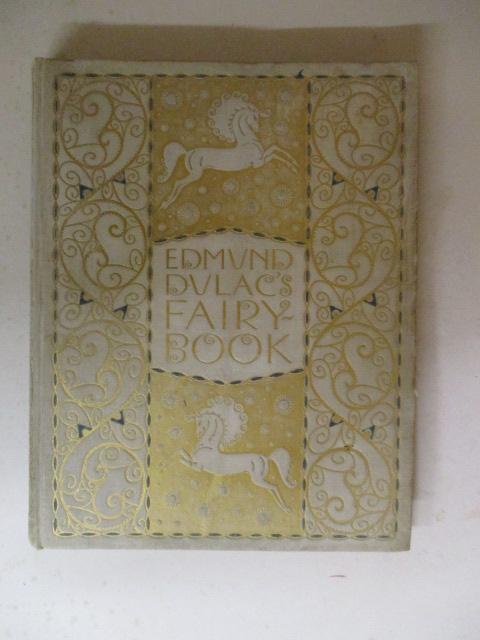 EDMUND
DULAC'S
FAIRY-
BOOK